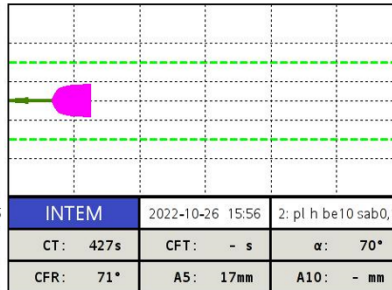 INTEM 2022-10-26 15:56 2: pl h be10 sab0,
CT: 427s CFT: - s α: 70°
CFR: 71° A5: 17mm A10: - mm